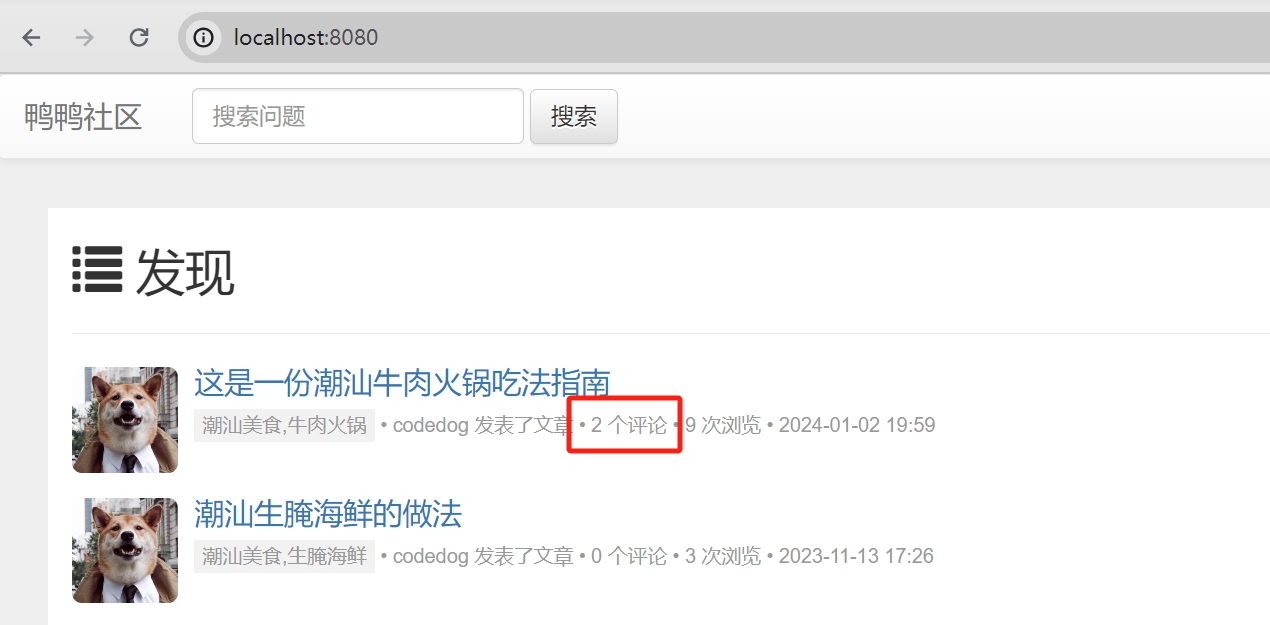 localhost:8080
鸭鸭社区 搜索问题 搜索
发现
这是一份潮汕牛肉火锅吃法指南
潮汕美食,牛肉火锅 • codedog 发表了文章 • 2 个评论 • 9 次浏览 • 2024-01-02 19:59
潮汕生腌海鲜的做法
潮汕美食,生腌海鲜 • codedog 发表了文章 • 0 个评论 • 3 次浏览 • 2023-11-13 17:26